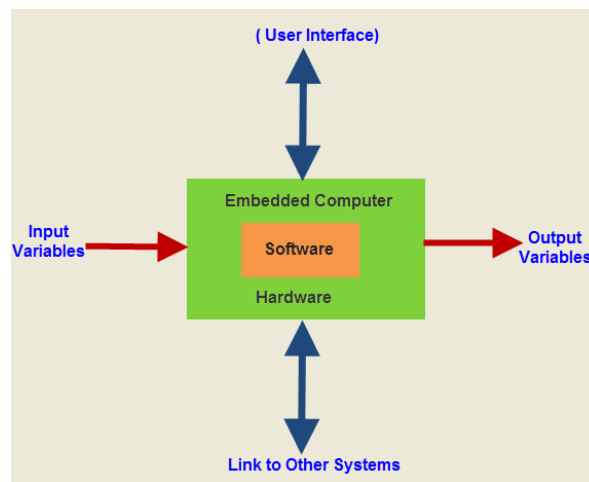 ( User Interface)
Embedded Computer
Input
Variables
Software
Output
Variables
Hardware
Link to Other Systems